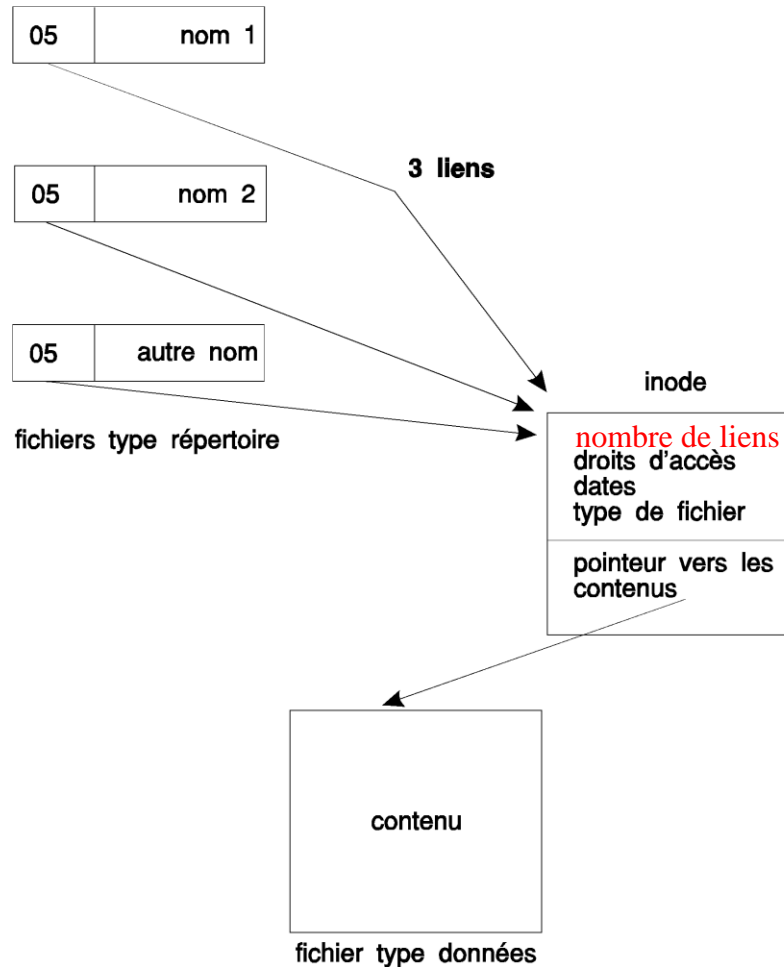 05 nom 1
3 liens
05 nom 2
05 autre nom
fichiers type répertoire
inode
nombre de liens
droits d'accès
dates
type de fichier
pointeur vers les
contenus
contenu
fichier type données